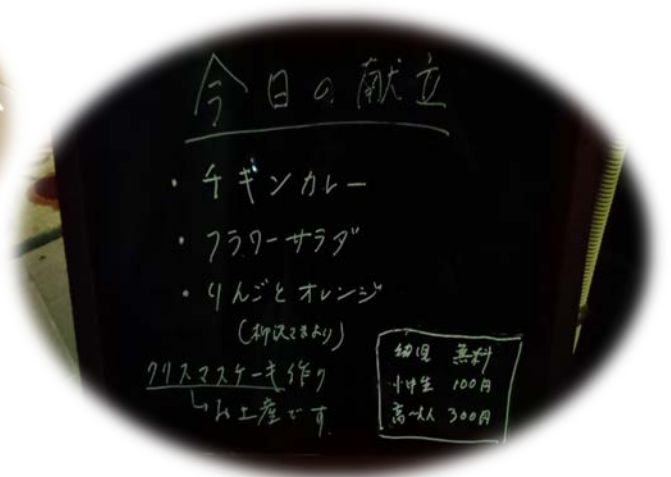 今日の献立
・チキンカレー
・フラワーサラダ
・りんごとオレンジ
(柳沢さまより)
クリスマスケーキ作り
↳お土産です
幼児 無料
小中生 100円
高~大人 300円